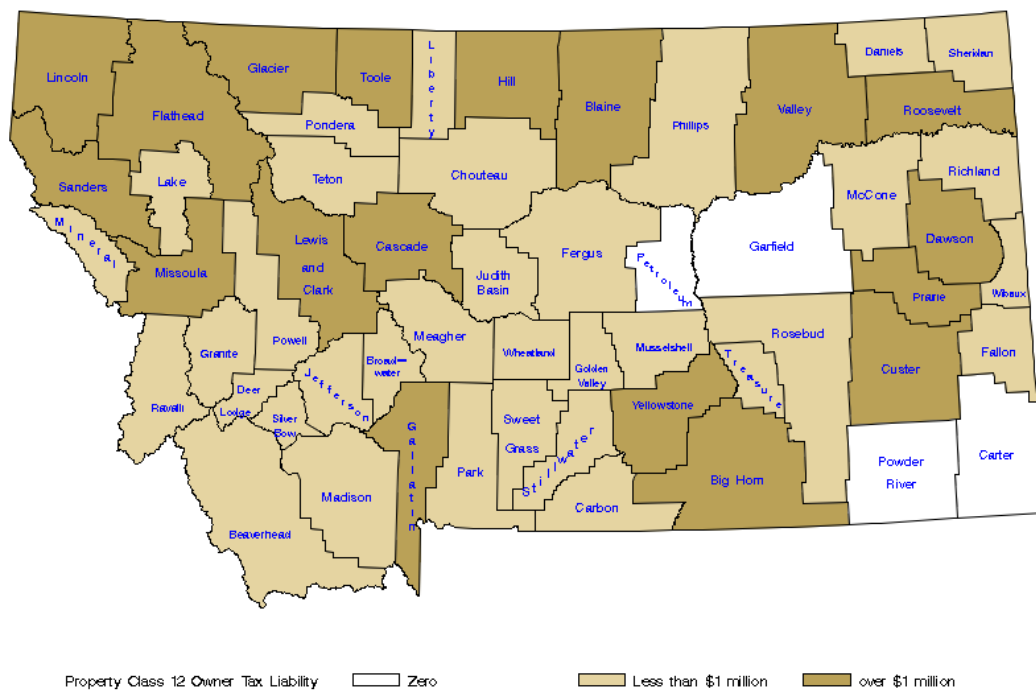 Lincoln
Flathead
Glacier
Toole
Liberty
Hill
Blaine
Phillips
Valley
Daniels
Sheridan
Roosevelt
Pondera
Teton
Chouteau
Sanders
Lake
Mineral
Missoula
Lewis
and
Clark
Cascade
Judith
Basin
Fergus
Petroleum
Garfield
McCone
Richland
Dawson
Prarie
Wibaux
Powell
Granite
Meagher
Broad-
water
Jefferson
Wheatland
Golden
Valley
Musselshell
Treasure
Rosebud
Custer
Fallon
Ravalli
Deer
Lodge
Silver
Bow
Gallatin
Park
Sweet
Grass
Stillwater
Yellowstone
Big Horn
Powder
River
Carter
Carbon
Madison
Beaverhead
Property Class 12 Owner Tax Liability
Zero
Less than $1 million
over $1 million